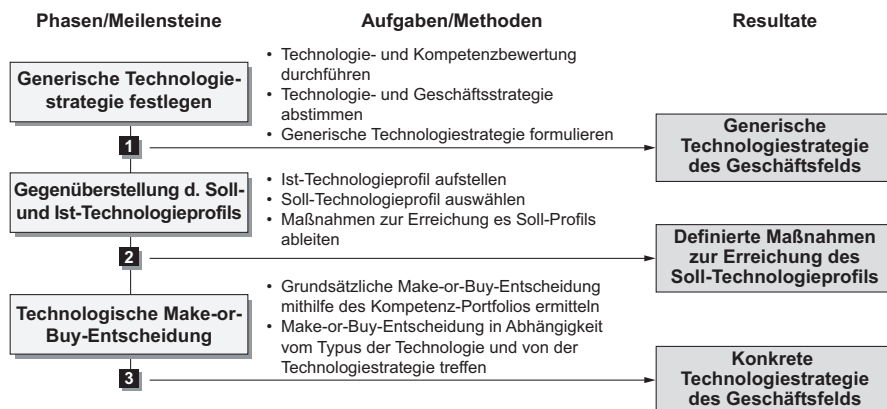 Phasen/Meilensteine
Aufgaben/Methoden
Resultate
Generische Technologie-
strategie festlegen
• Technologie- und Kompetenzbewertung
durchführen
• Technologie- und Geschäftsstrategie
abstimmen
• Generische Technologiestrategie formulieren
1
Generische
Technologiestrategie
des Geschäftsfelds
Gegenüberstellung d. Soll-
und Ist-Technologieprofils
• Ist-Technologieprofil aufstellen
• Soll-Technologieprofil auswählen
• Maßnahmen zur Erreichung es Soll-Profils
ableiten
2
Definierte Maßnahmen
zur Erreichung des
Soll-Technologieprofils
Technologische Make-or-
Buy-Entscheidung
• Grundsätzliche Make-or-Buy-Entscheidung
mithilfe des Kompetenz-Portfolios ermitteln
• Make-or-Buy-Entscheidung in Abhängigkeit
vom Typus der Technologie und von der
Technologiestrategie treffen
3
Konkrete
Technologiestrategie
des Geschäftsfelds